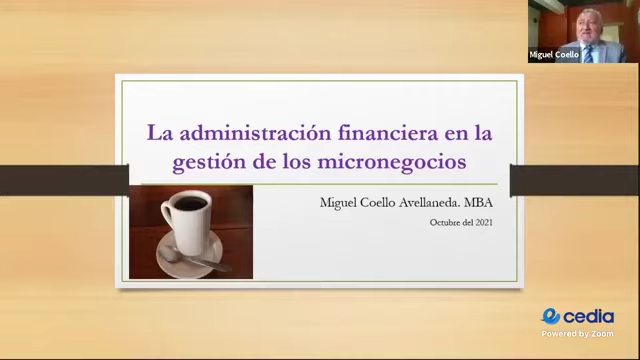 Miguel Coello
La administración financiera en la
gestión de los micronegocios
Miguel Coello Avellaneda. MBA
Octubre del 2021
cedia
Powered by Zoom